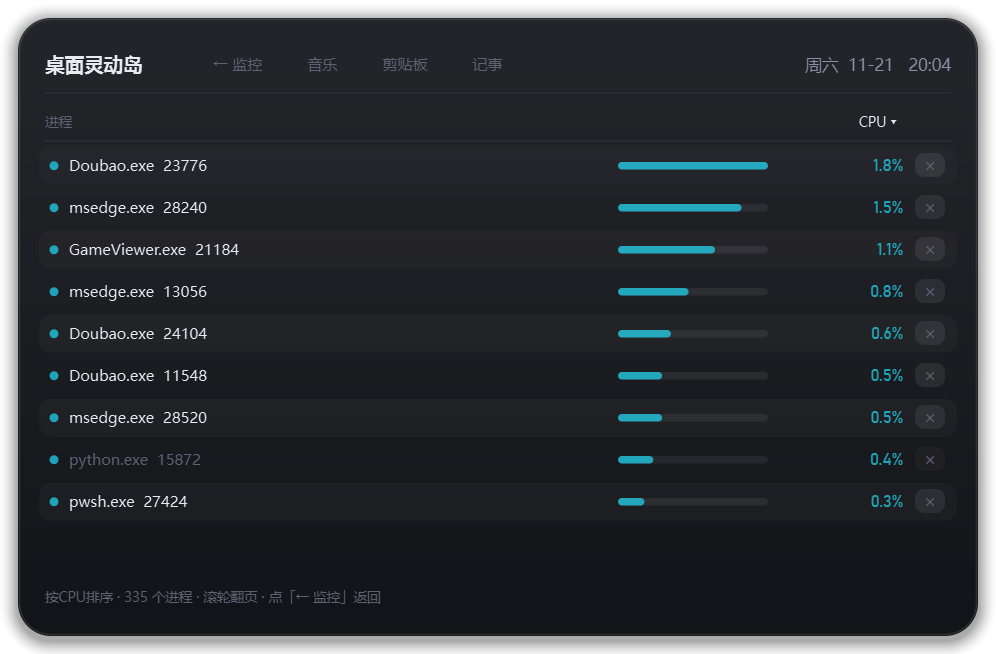 桌面灵动岛 ← 监控 音乐 剪贴板 记事 周六 11-21 20:04
进程 CPU ▾
Doubao.exe 23776 1.8% ×
msedge.exe 28240 1.5% ×
GameViewer.exe 21184 1.1% ×
msedge.exe 13056 0.8% ×
Doubao.exe 24104 0.6% ×
Doubao.exe 11548 0.5% ×
msedge.exe 28520 0.5% ×
python.exe 15872 0.4% ×
pwsh.exe 27424 0.3% ×
按CPU排序 · 335 个进程 · 滚轮翻页 · 点「← 监控」返回